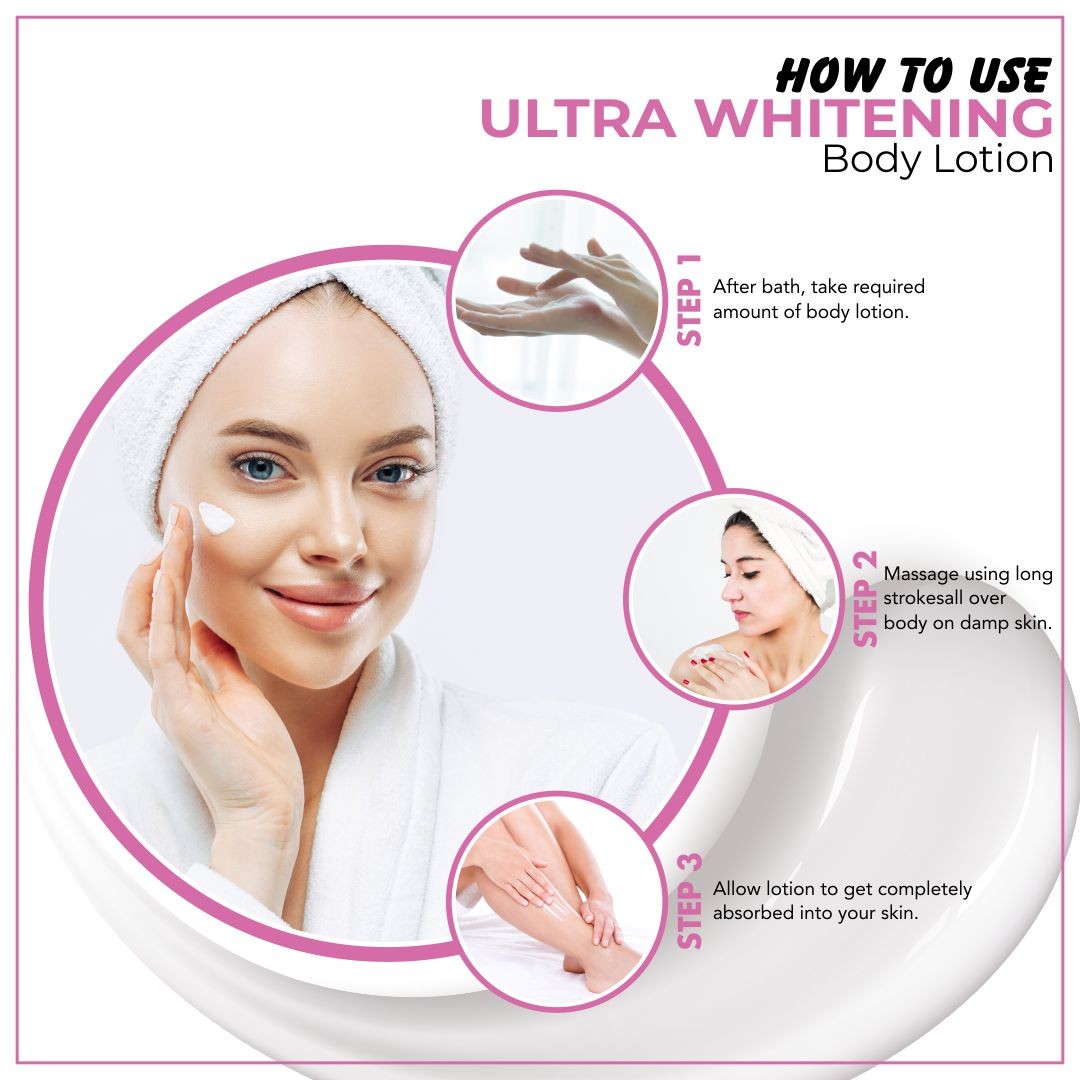 HOW TO USE
ULTRA WHITENING
Body Lotion
STEP 1
After bath, take required
amount of body lotion.
STEP 2
Massage using long
strokesall over
body on damp skin.
STEP 3
Allow lotion to get completely
absorbed into your skin.